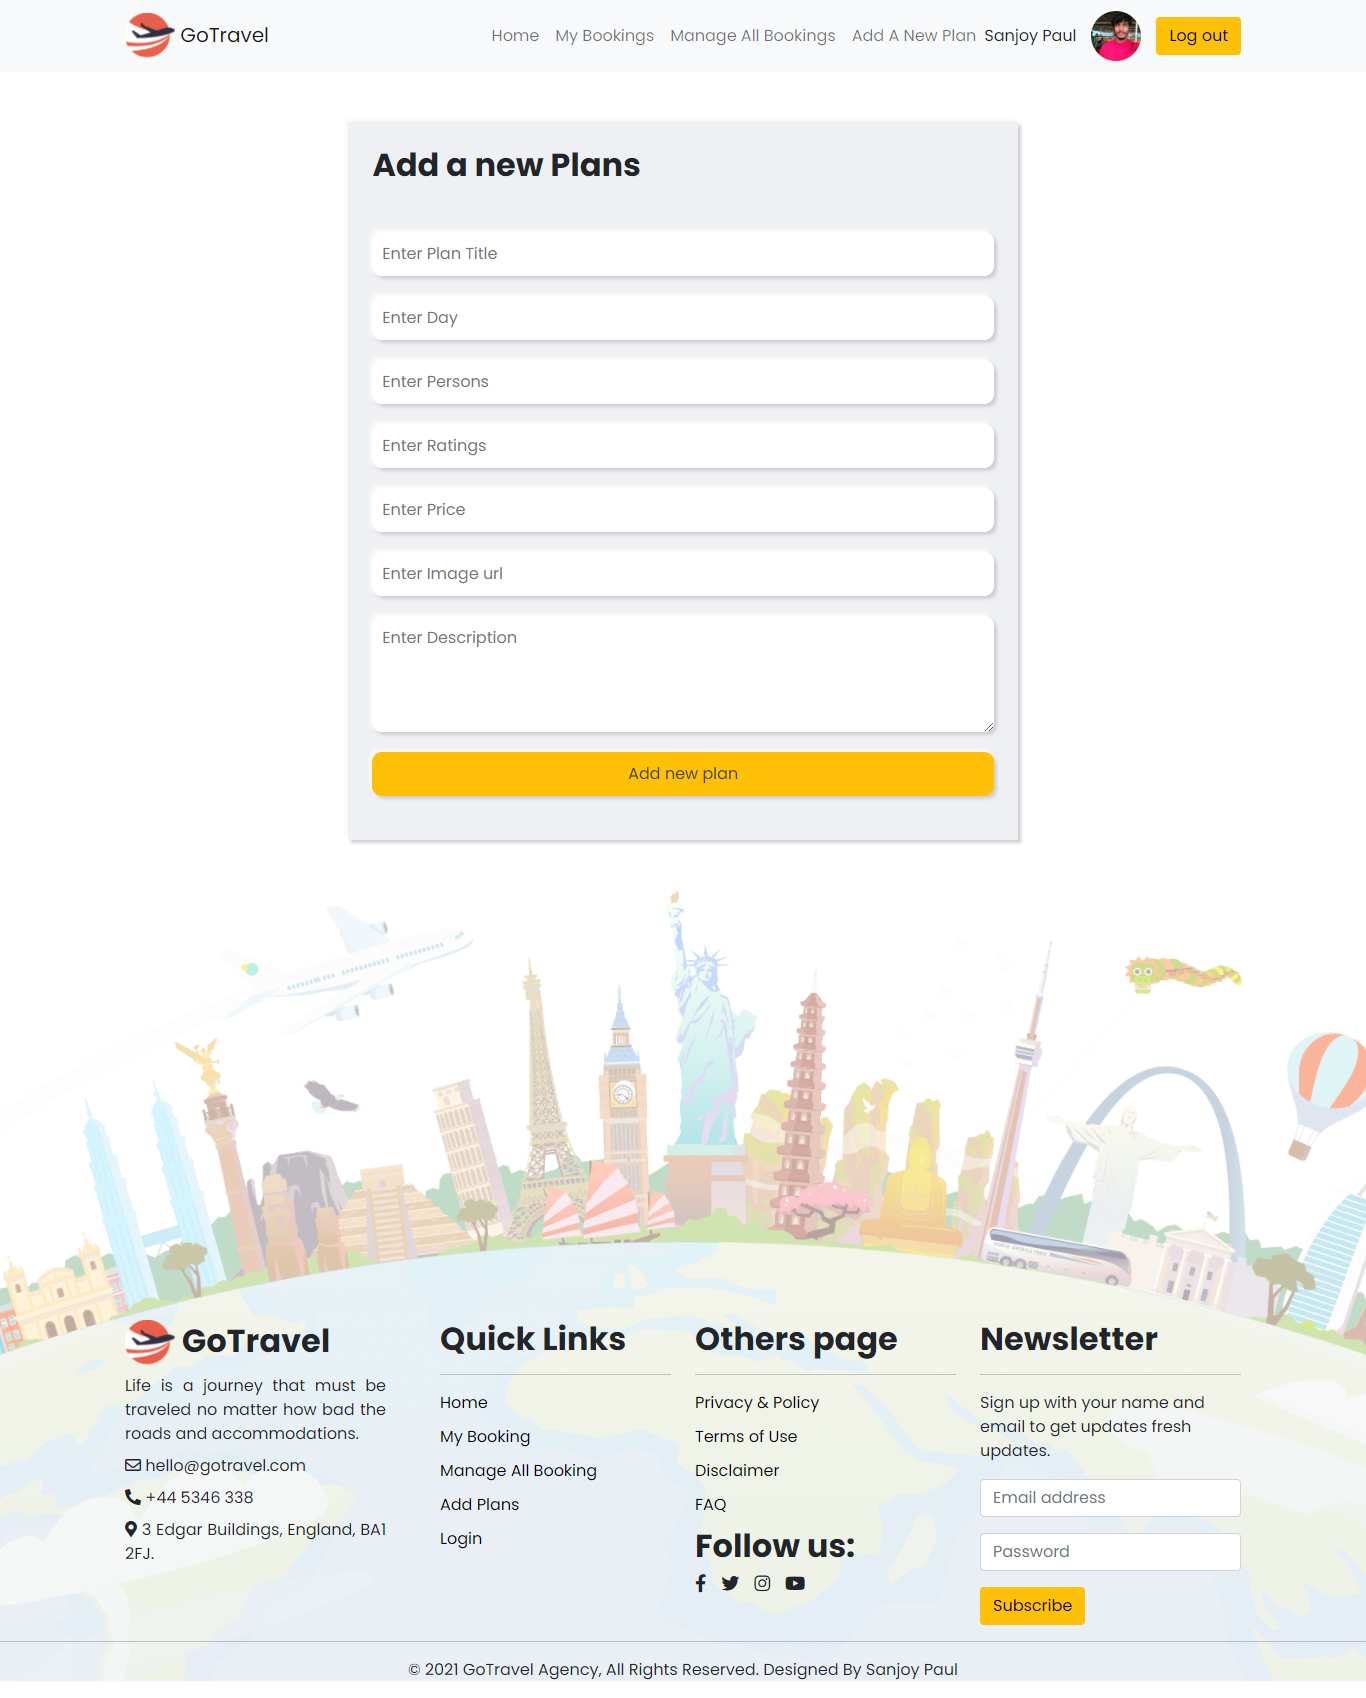 GoTravel
Home My Bookings Manage All Bookings Add A New Plan Sanjoy Paul Log out
Add a new Plans
Enter Plan Title
Enter Day
Enter Persons
Enter Ratings
Enter Price
Enter Image url
Enter Description
Add new plan
GoTravel
Life is a journey that must be
traveled no matter how bad the
roads and accommodations.
hello@gotravel.com
+44 5346 338
3 Edgar Buildings, England, BA1
2FJ.
Quick Links
Home
My Booking
Manage All Booking
Add Plans
Login
Others page
Privacy & Policy
Terms of Use
Disclaimer
FAQ
Follow us:
Newsletter
Sign up with your name and
email to get updates fresh
updates.
Email address
Password
Subscribe
© 2021 GoTravel Agency, All Rights Reserved. Designed By Sanjoy Paul